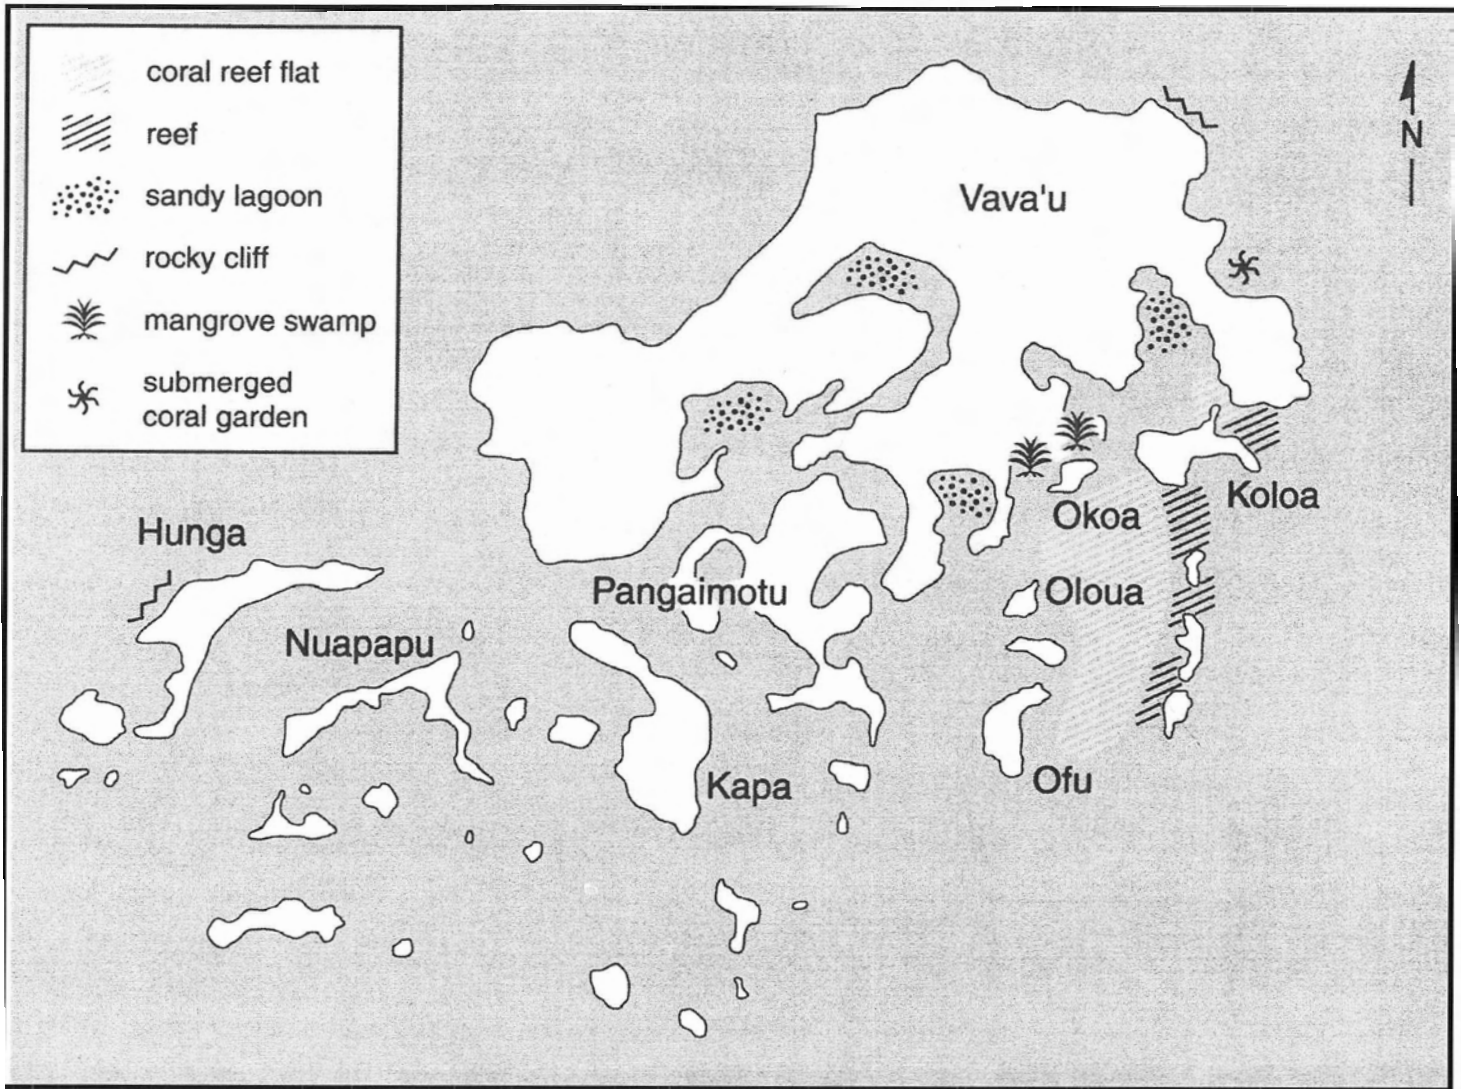 coral reef flat
reef
sandy lagoon
rocky cliff
mangrove swamp
submerged
coral garden
N
Vava'u
Koloa
Okoa
Hunga
Pangaimotu
Oloua
Nuapapu
Kapa
Ofu